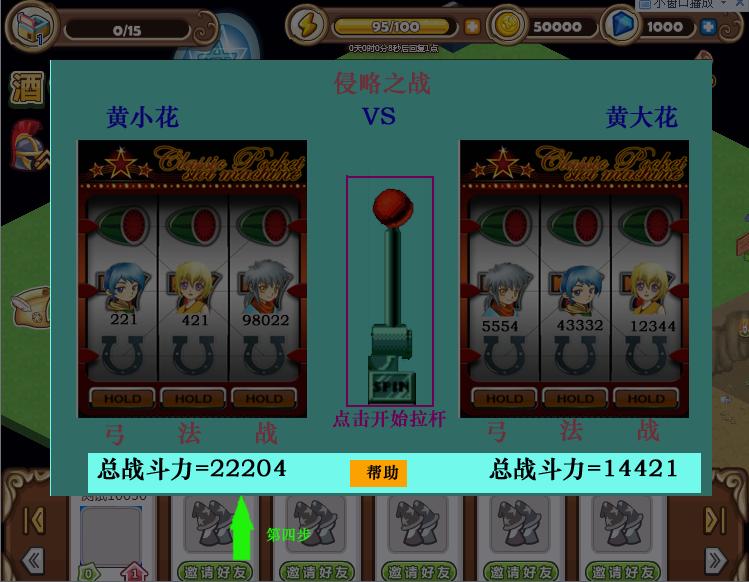 小窗口播放
0/15
95/100
50000
1000
1
0天0时0分8秒后回复1点
酒
侵略之战
黄小花
VS
黄大花
Classic Pocket
slot machine
Classic Pocket
slot machine
221
421
98022
5554
43332
12344
SPIN
HOLD
HOLD
HOLD
HOLD
HOLD
HOLD
点击开始拉杆
弓
法
战
弓
法
战
总战斗力=22204
帮助
总战斗力=14421
第四步
0
1
邀请好友
邀请好友
邀请好友
邀请好友
邀请好友